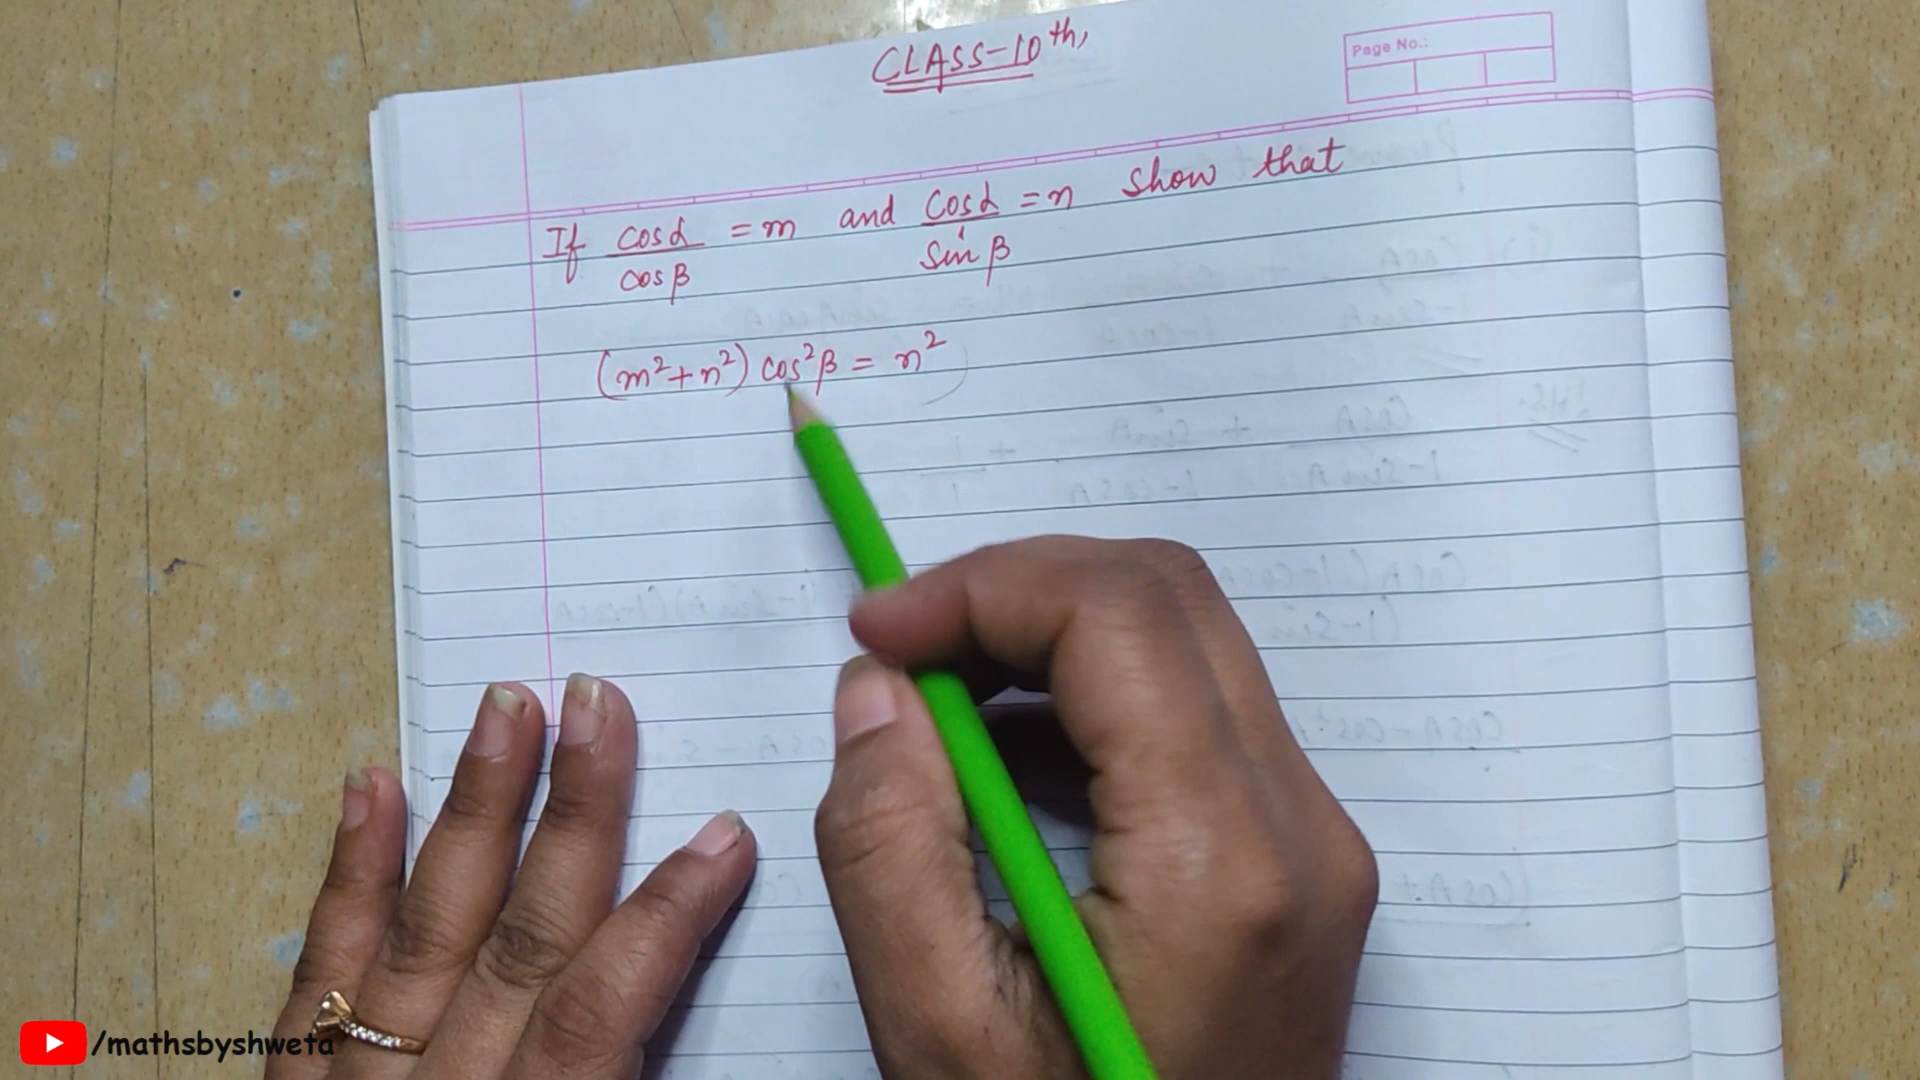 CLASS-10th,
Page No.:
If cosα/cosβ = m and cosα/sinβ = n show that
(m²+n²) cos²β = n²
/mathsbyshweta